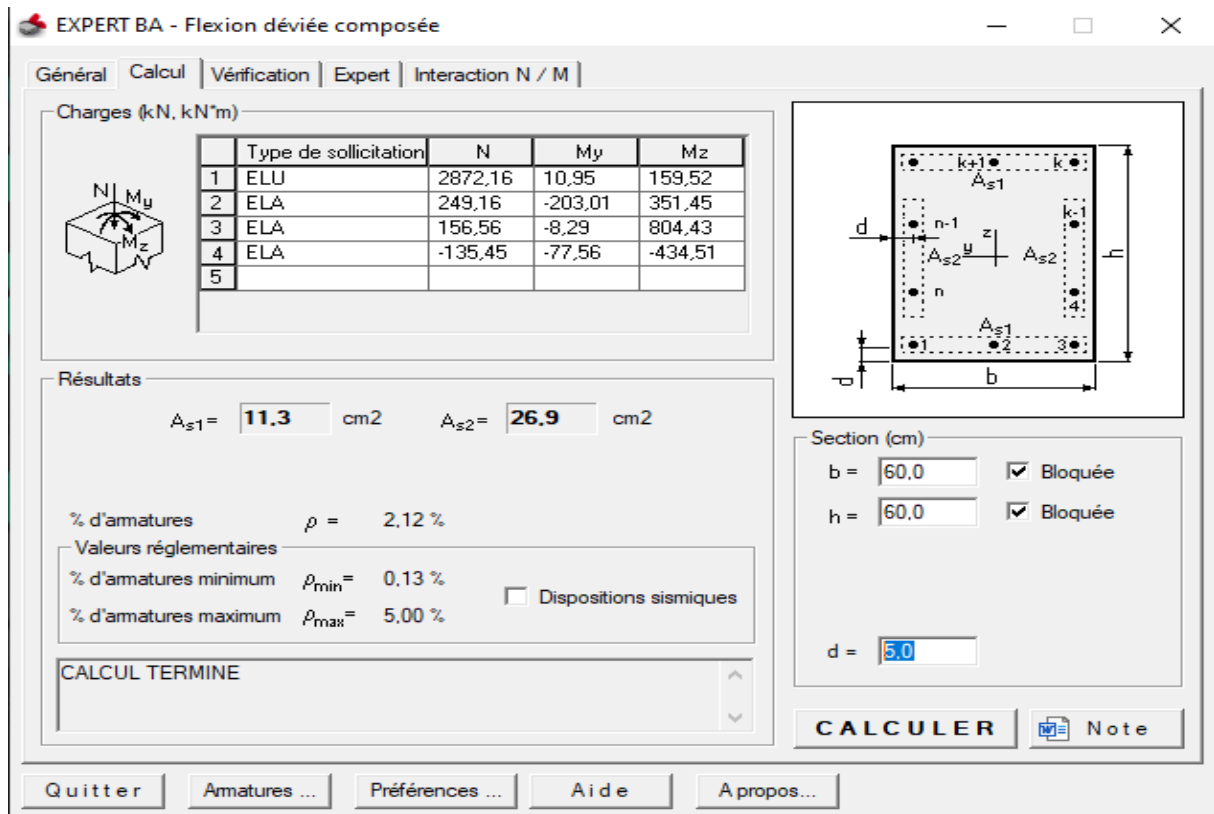 EXPERT BA - Flexion déviée composée
Général Calcul Vérification Expert Interaction N / M
Charges (kN, kN*m)
Type de sollicitation N My Mz
1 ELU 2872,16 10,95 159,52
2 ELA 249,16 -203,01 351,45
3 ELA 156,56 -8,29 804,43
4 ELA -135,45 -77,56 -434,51
5
N My
Mz
k+1 k
As1
n-1 k-1
d z
As2 y As2 h
n 4
As1
1 2 3
d b
Résultats
As1= 11,3 cm2 As2= 26,9 cm2
% d'armatures ρ = 2,12 %
Valeurs réglementaires
% d'armatures minimum ρmin= 0,13 %
Dispositions sismiques
% d'armatures maximum ρmax= 5,00 %
CALCUL TERMINE
Section (cm)
b = 60,0 Bloquée
h = 60,0 Bloquée
d = 5,0
CALCULER Note
Quitter Armatures ... Préférences ... Aide A propos...